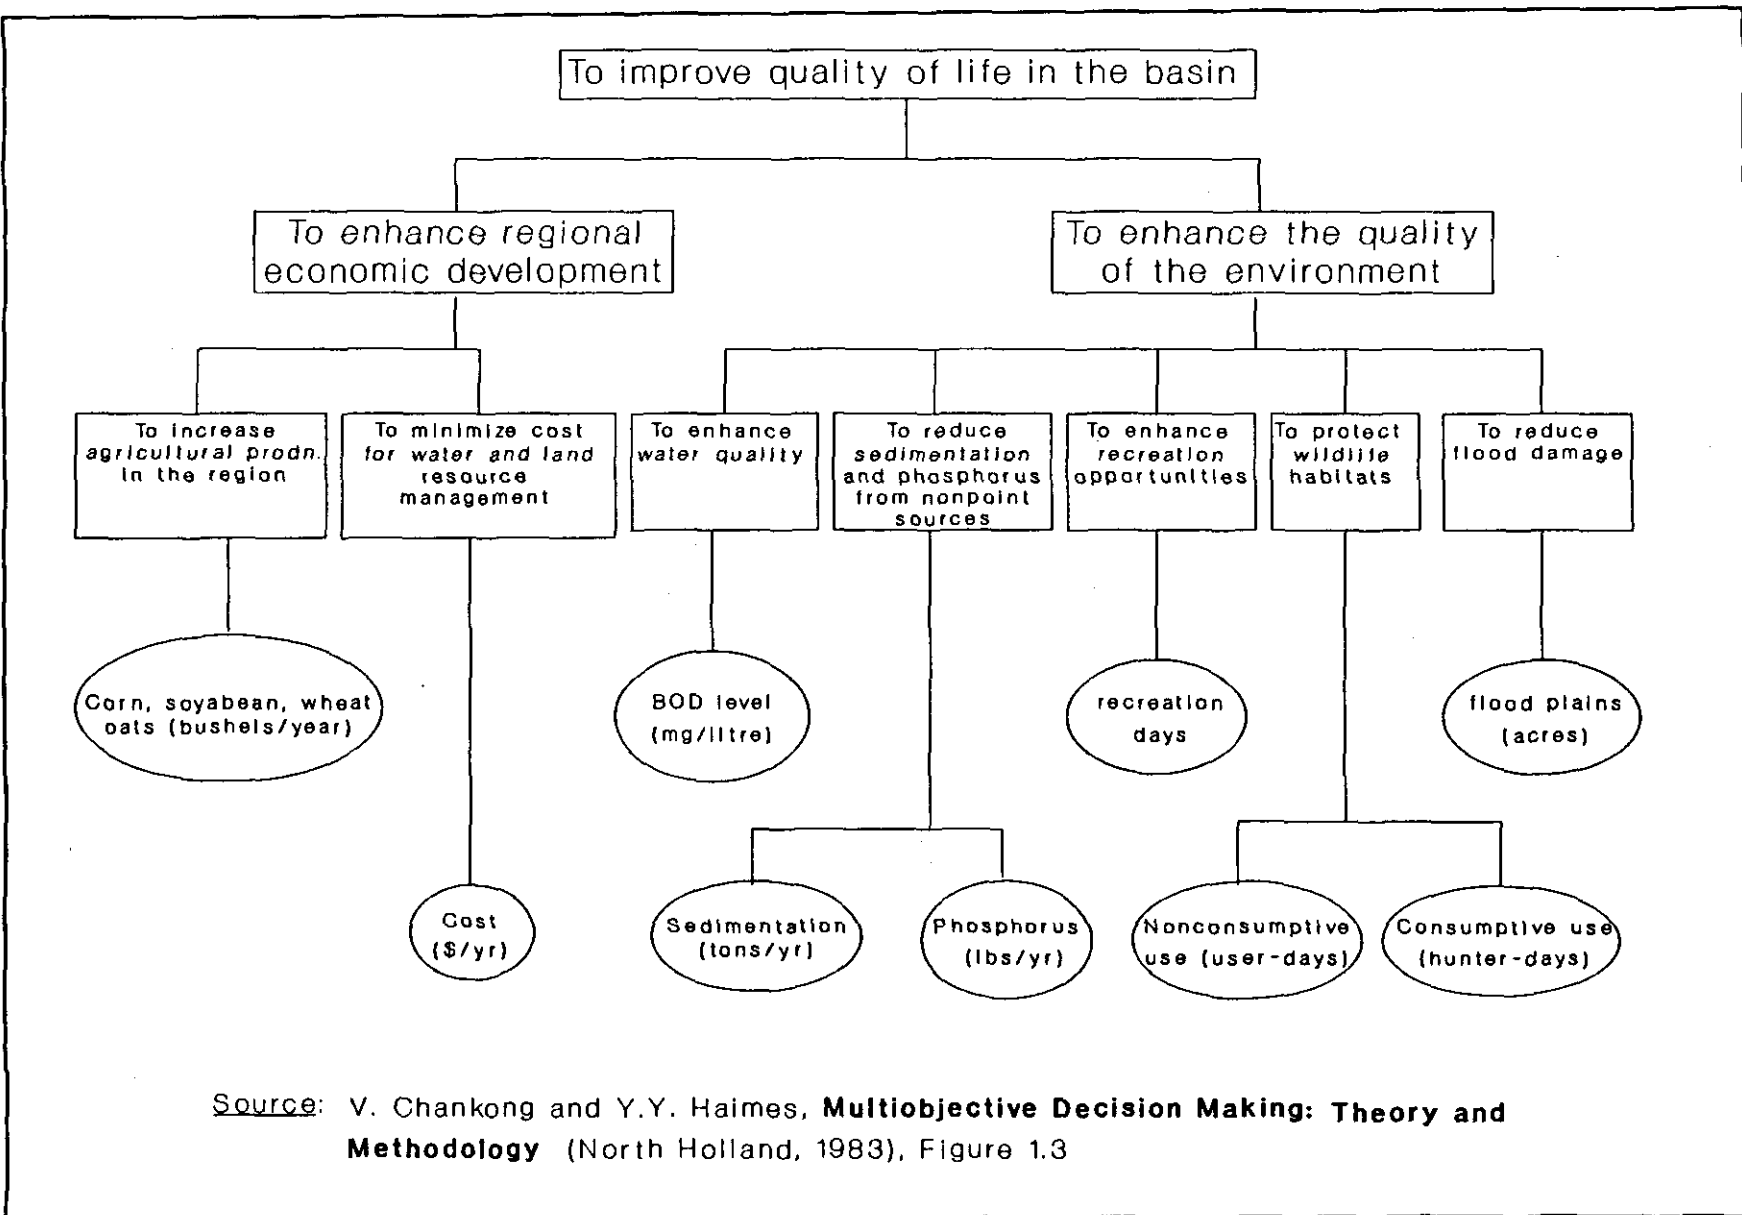 To improve quality of life in the basin
To enhance regional
economic development
To enhance the quality
of the environment
To increase
agricultural prodn.
in the region
To minimize cost
for water and land
resource
management
To enhance
water quality
To reduce
sedimentation
and phosphorus
from nonpoint
sources
To enhance
recreation
opportunities
To protect
wildlife
habitats
To reduce
flood damage
Corn, soyabean, wheat
oats (bushels/year)
BOD level
(mg/litre)
recreation
days
flood plains
(acres)
Cost
($/yr)
Sedimentation
(tons/yr)
Phosphorus
(lbs/yr)
Nonconsumptive
use (user-days)
Consumptive use
(hunter-days)
Source: V. Chankong and Y.Y. Haimes, Multiobjective Decision Making: Theory and
Methodology (North Holland, 1983), Figure 1.3